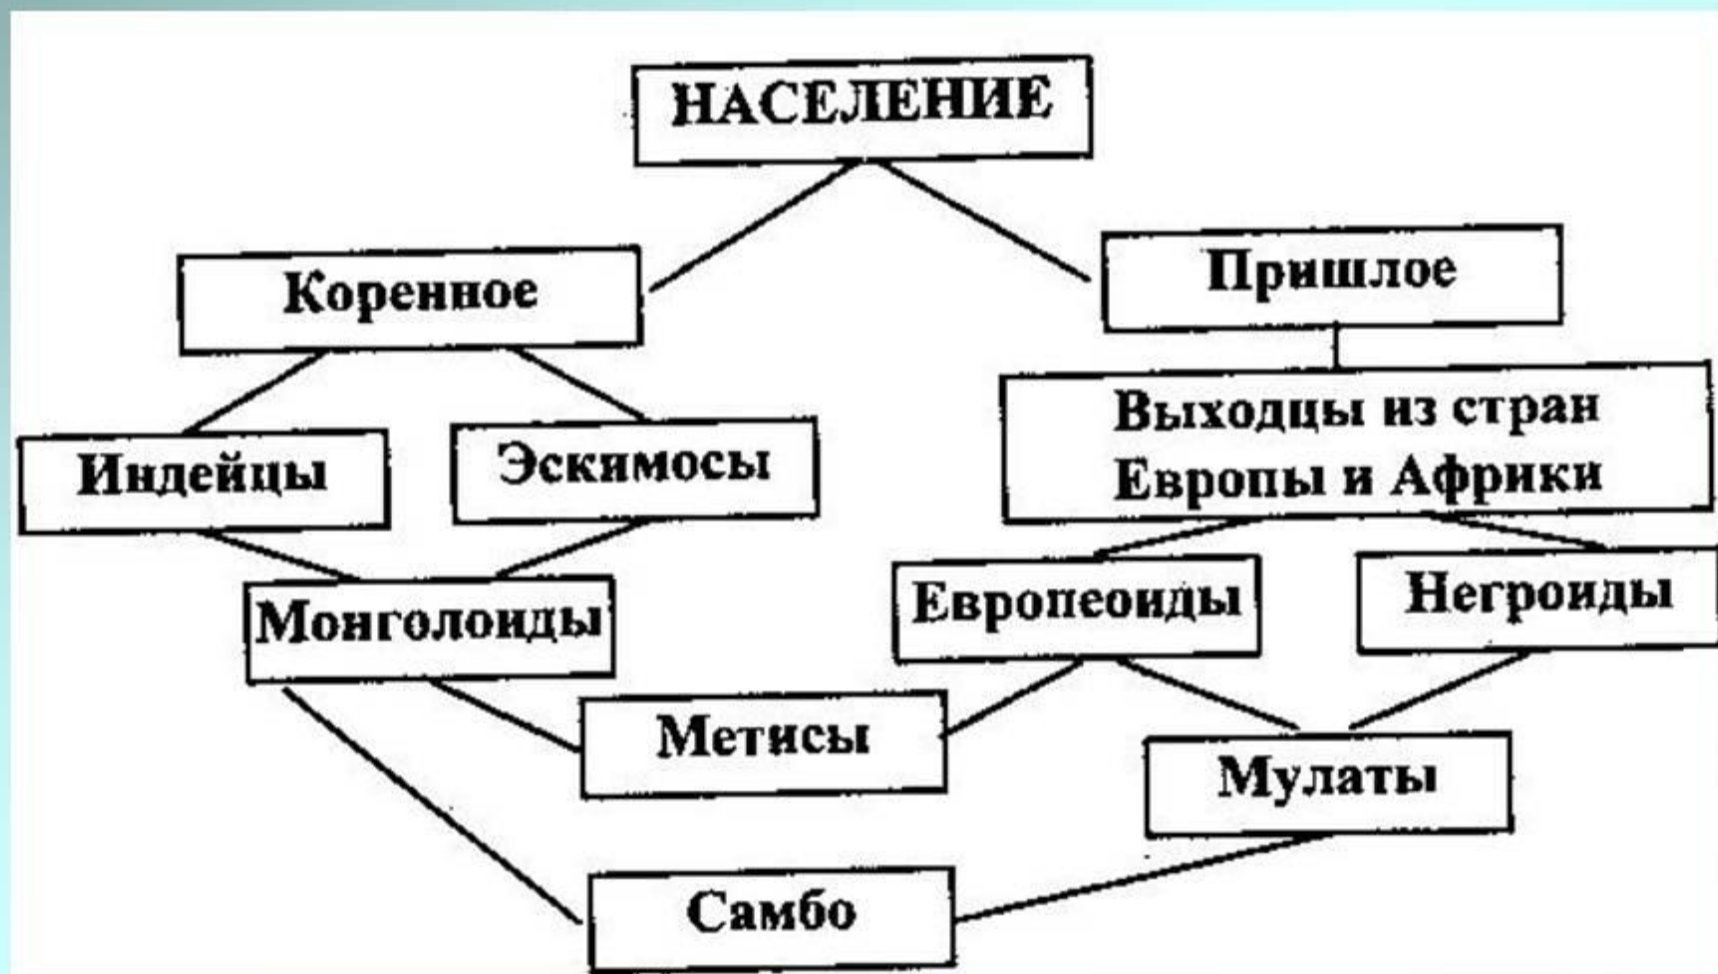 НАСЕЛЕНИЕ
Коренное
Пришлое
Индейцы
Эскимосы
Выходцы из стран
Европы и Африки
Монголоиды
Европеоиды
Негроиды
Метисы
Мулаты
Самбо